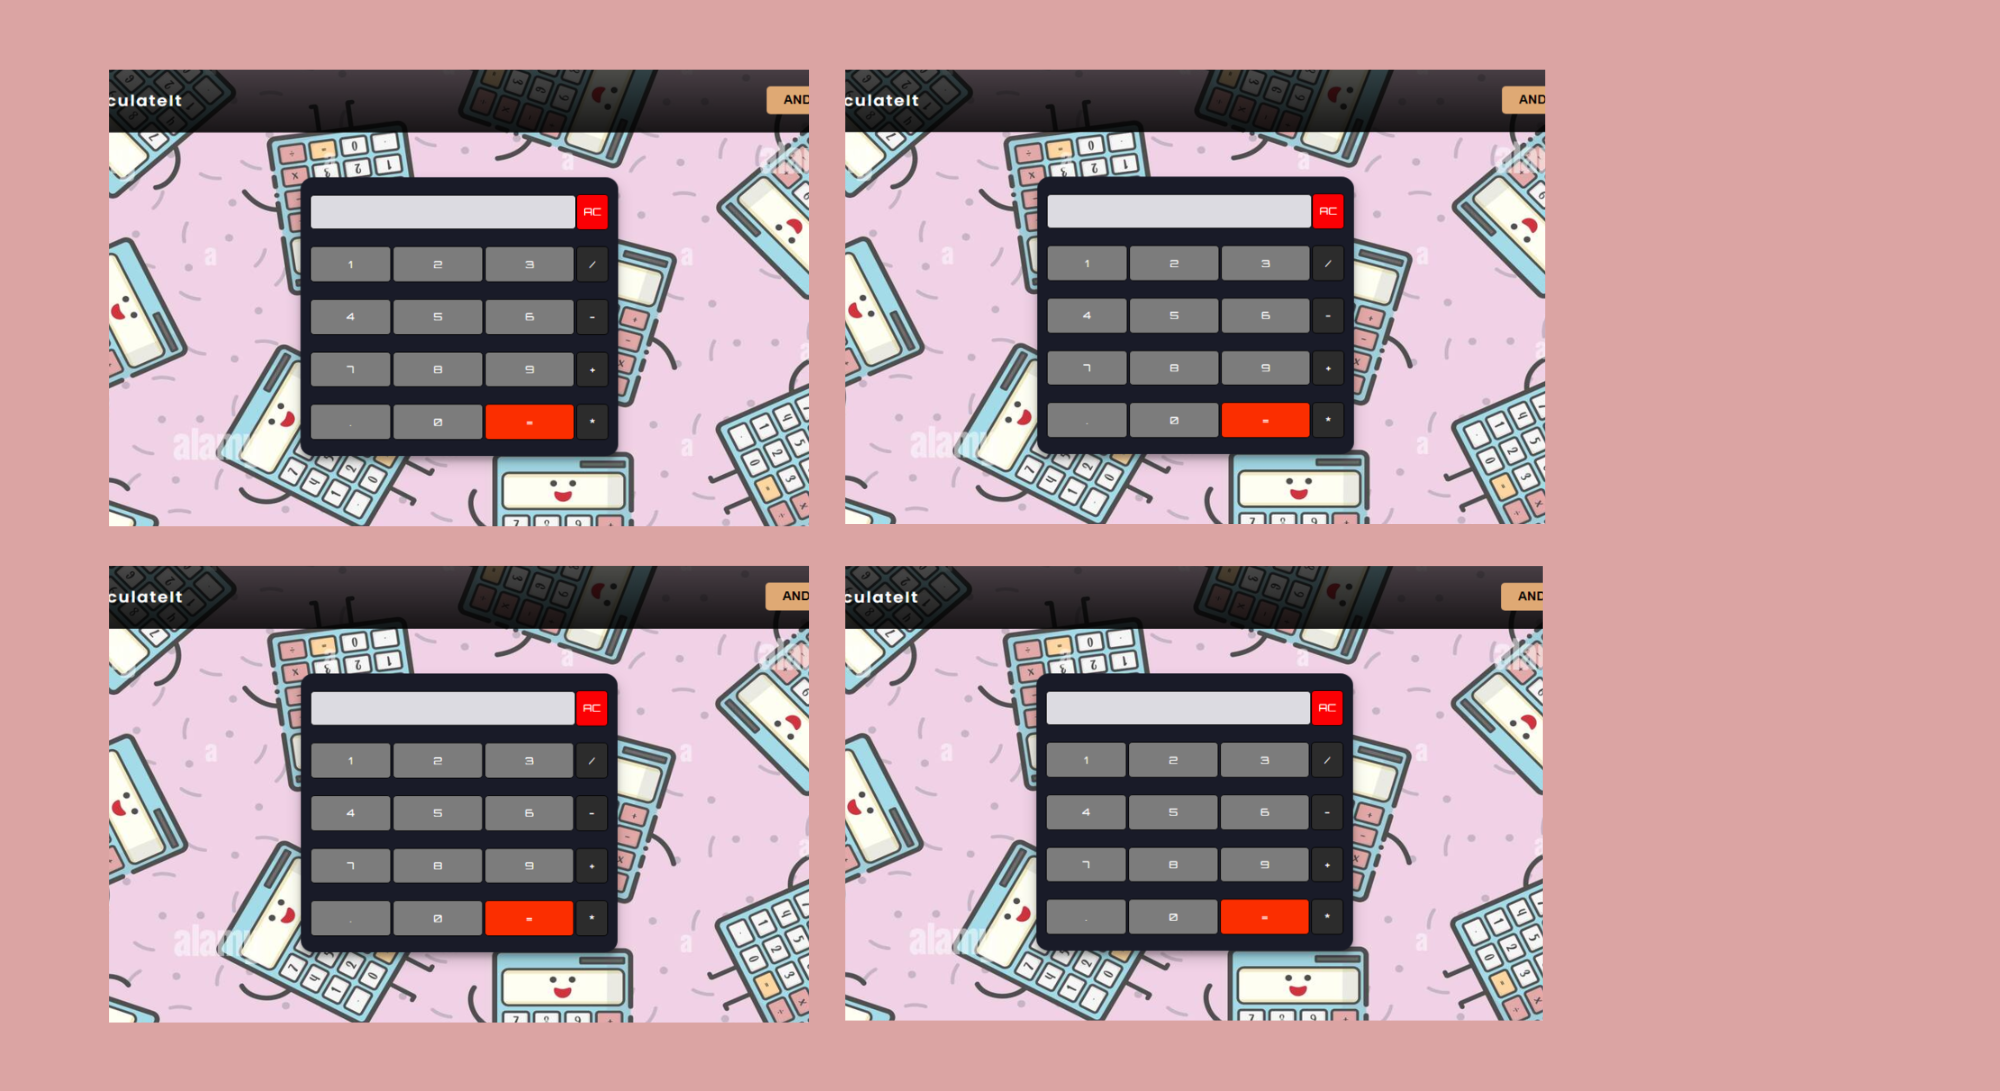 culateIt AND
AC
1 2 3 /
4 5 6 -
7 8 9 +
. 0 = *
culateIt AND
AC
1 2 3 /
4 5 6 -
7 8 9 +
. 0 = *
culateIt AND
AC
1 2 3 /
4 5 6 -
7 8 9 +
. 0 = *
culateIt AND
AC
1 2 3 /
4 5 6 -
7 8 9 +
. 0 = *